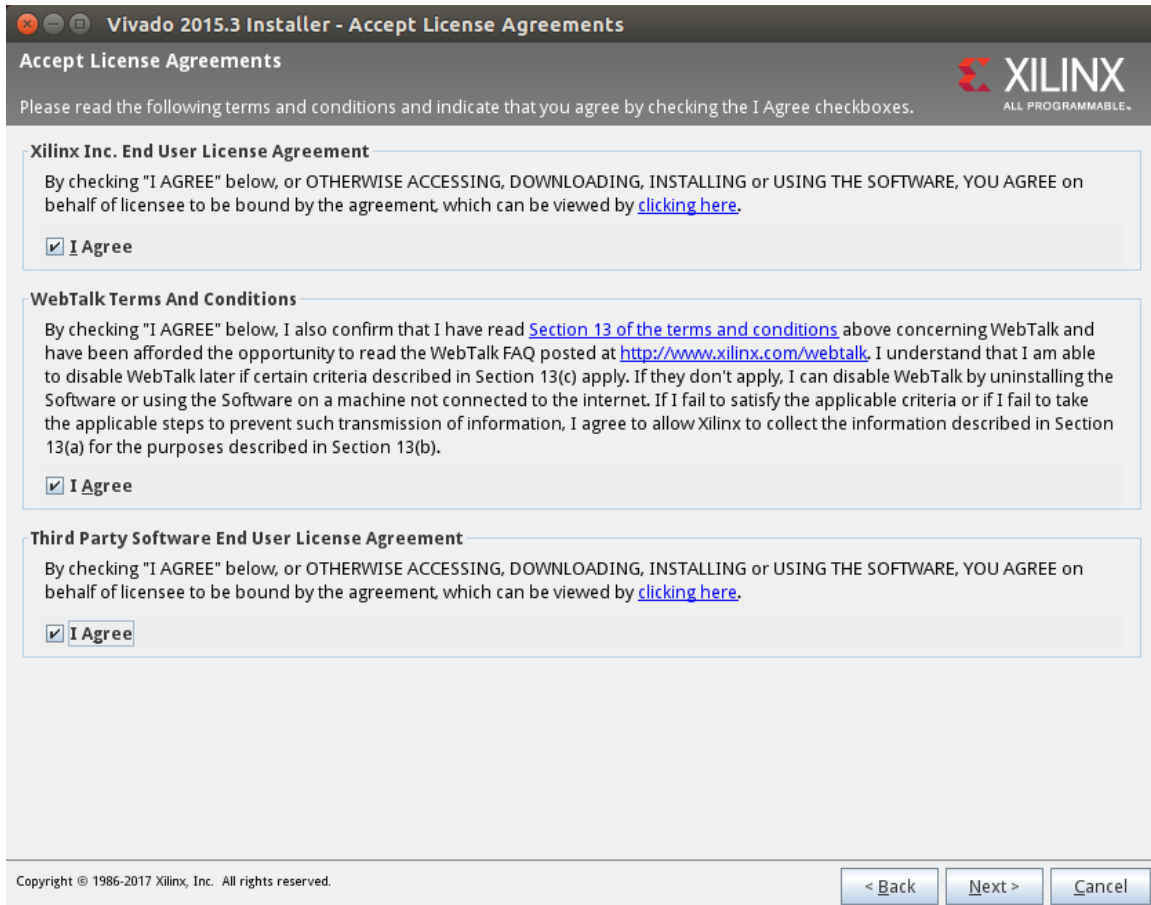 Vivado 2015.3 Installer - Accept License Agreements
Accept License Agreements
XILINX
ALL PROGRAMMABLE™
Please read the following terms and conditions and indicate that you agree by checking the I Agree checkboxes.
Xilinx Inc. End User License Agreement
By checking "I AGREE" below, or OTHERWISE ACCESSING, DOWNLOADING, INSTALLING or USING THE SOFTWARE, YOU AGREE on
behalf of licensee to be bound by the agreement, which can be viewed by clicking here.
I Agree
WebTalk Terms And Conditions
By checking "I AGREE" below, I also confirm that I have read Section 13 of the terms and conditions above concerning WebTalk and
have been afforded the opportunity to read the WebTalk FAQ posted at http://www.xilinx.com/webtalk. I understand that I am able
to disable WebTalk later if certain criteria described in Section 13(c) apply. If they don't apply, I can disable WebTalk by uninstalling the
Software or using the Software on a machine not connected to the internet. If I fail to satisfy the applicable criteria or if I fail to take
the applicable steps to prevent such transmission of information, I agree to allow Xilinx to collect the information described in Section
13(a) for the purposes described in Section 13(b).
I Agree
Third Party Software End User License Agreement
By checking "I AGREE" below, or OTHERWISE ACCESSING, DOWNLOADING, INSTALLING or USING THE SOFTWARE, YOU AGREE on
behalf of licensee to be bound by the agreement, which can be viewed by clicking here.
I Agree
Copyright © 1986-2017 Xilinx, Inc. All rights reserved.
< Back
Next >
Cancel